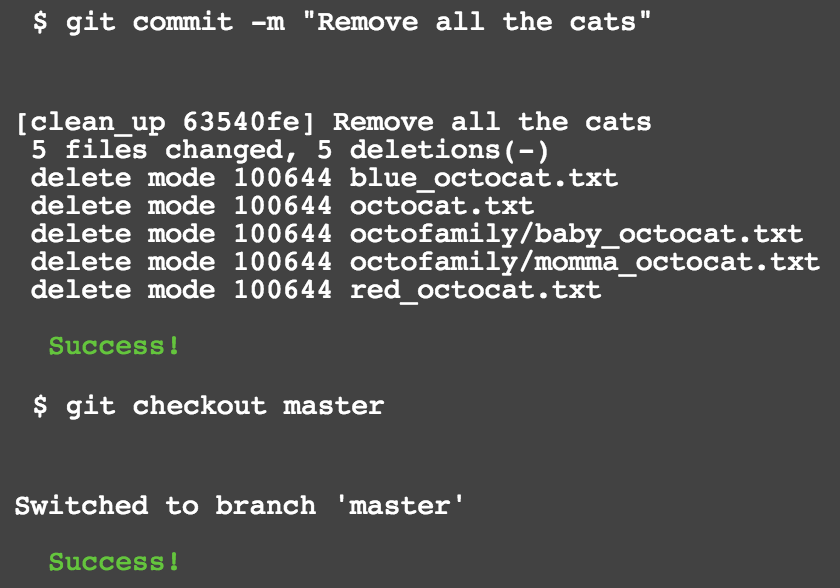 $ git commit -m "Remove all the cats"
[clean_up 63540fe] Remove all the cats
5 files changed, 5 deletions(-)
delete mode 100644 blue_octocat.txt
delete mode 100644 octocat.txt
delete mode 100644 octofamily/baby_octocat.txt
delete mode 100644 octofamily/momma_octocat.txt
delete mode 100644 red_octocat.txt
Success!
$ git checkout master
Switched to branch 'master'
Success!